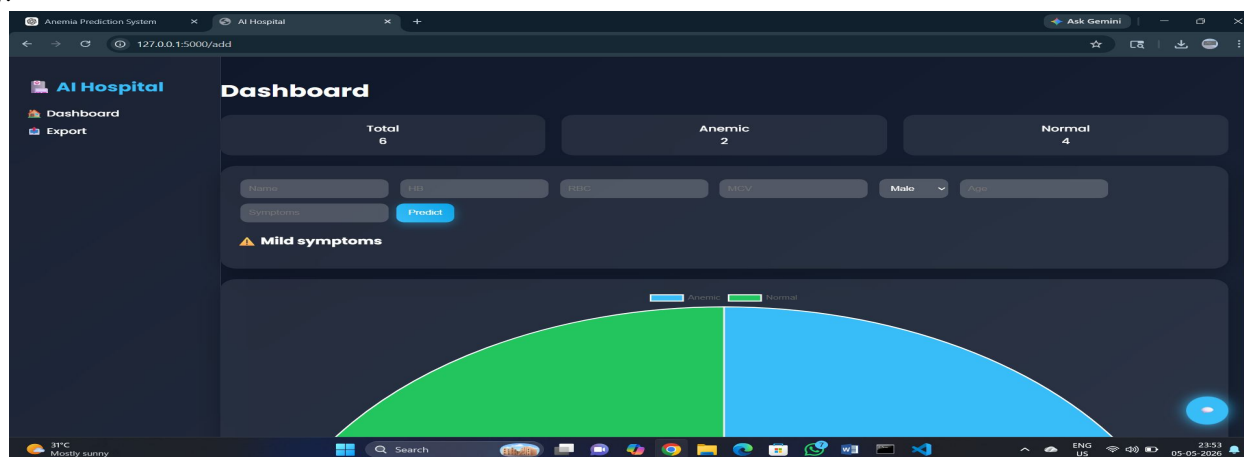 Anemia Prediction System
AI Hospital
Ask Gemini
127.0.0.1:5000/add
AI Hospital
Dashboard
Export
Dashboard
Total
6
Anemic
2
Normal
4
Name
HB
RBC
MCV
Male
Age
Symptoms
Predict
Mild symptoms
Anemic
Normal
31°C
Mostly sunny
Search
7
ENG
US
23:53
05-05-2026